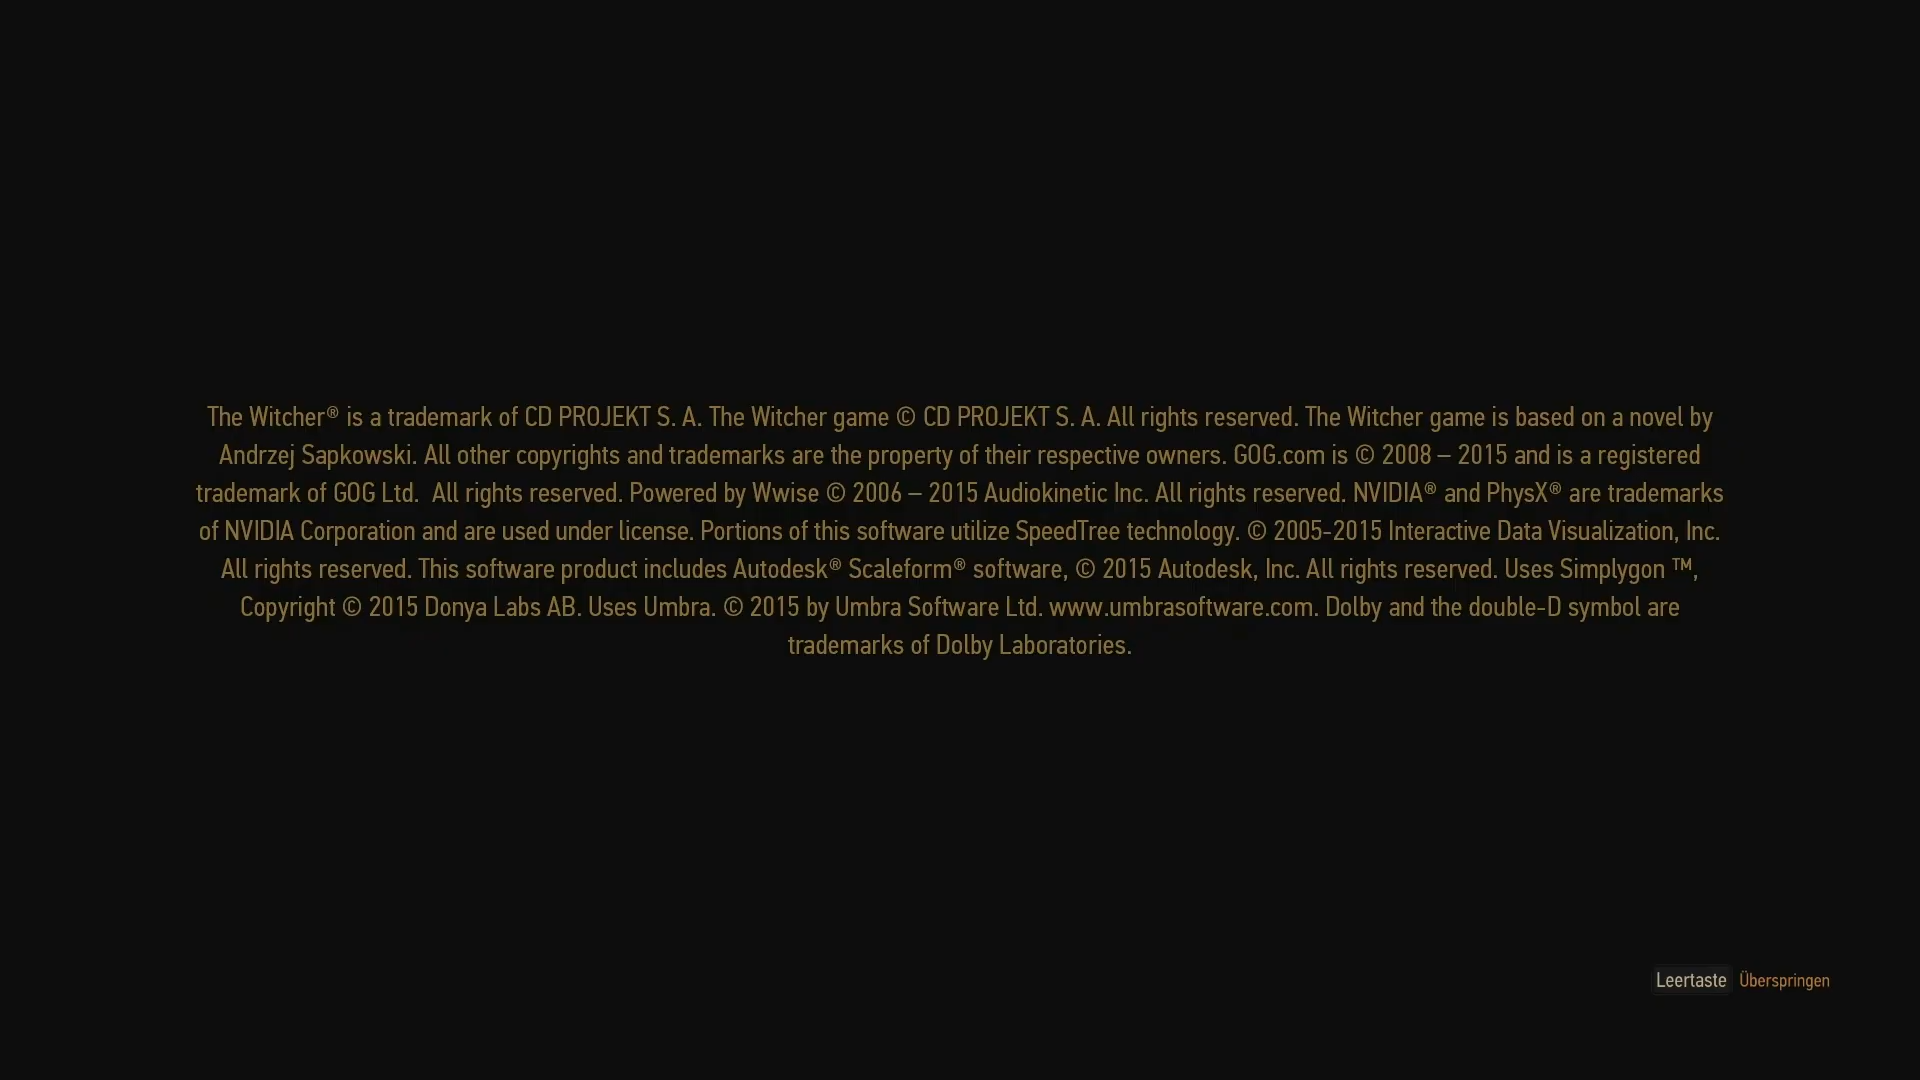 The Witcher® is a trademark of CD PROJEKT S. A. The Witcher game © CD PROJEKT S. A. All rights reserved. The Witcher game is based on a novel by
Andrzej Sapkowski. All other copyrights and trademarks are the property of their respective owners. GOG.com is © 2008 – 2015 and is a registered
trademark of GOG Ltd.  All rights reserved. Powered by Wwise © 2006 – 2015 Audiokinetic Inc. All rights reserved. NVIDIA® and PhysX® are trademarks
of NVIDIA Corporation and are used under license. Portions of this software utilize SpeedTree technology. © 2005-2015 Interactive Data Visualization, Inc.
All rights reserved. This software product includes Autodesk® Scaleform® software, © 2015 Autodesk, Inc. All rights reserved. Uses Simplygon ™,
Copyright © 2015 Donya Labs AB. Uses Umbra. © 2015 by Umbra Software Ltd. www.umbrasoftware.com. Dolby and the double-D symbol are
trademarks of Dolby Laboratories.
Leertaste Überspringen